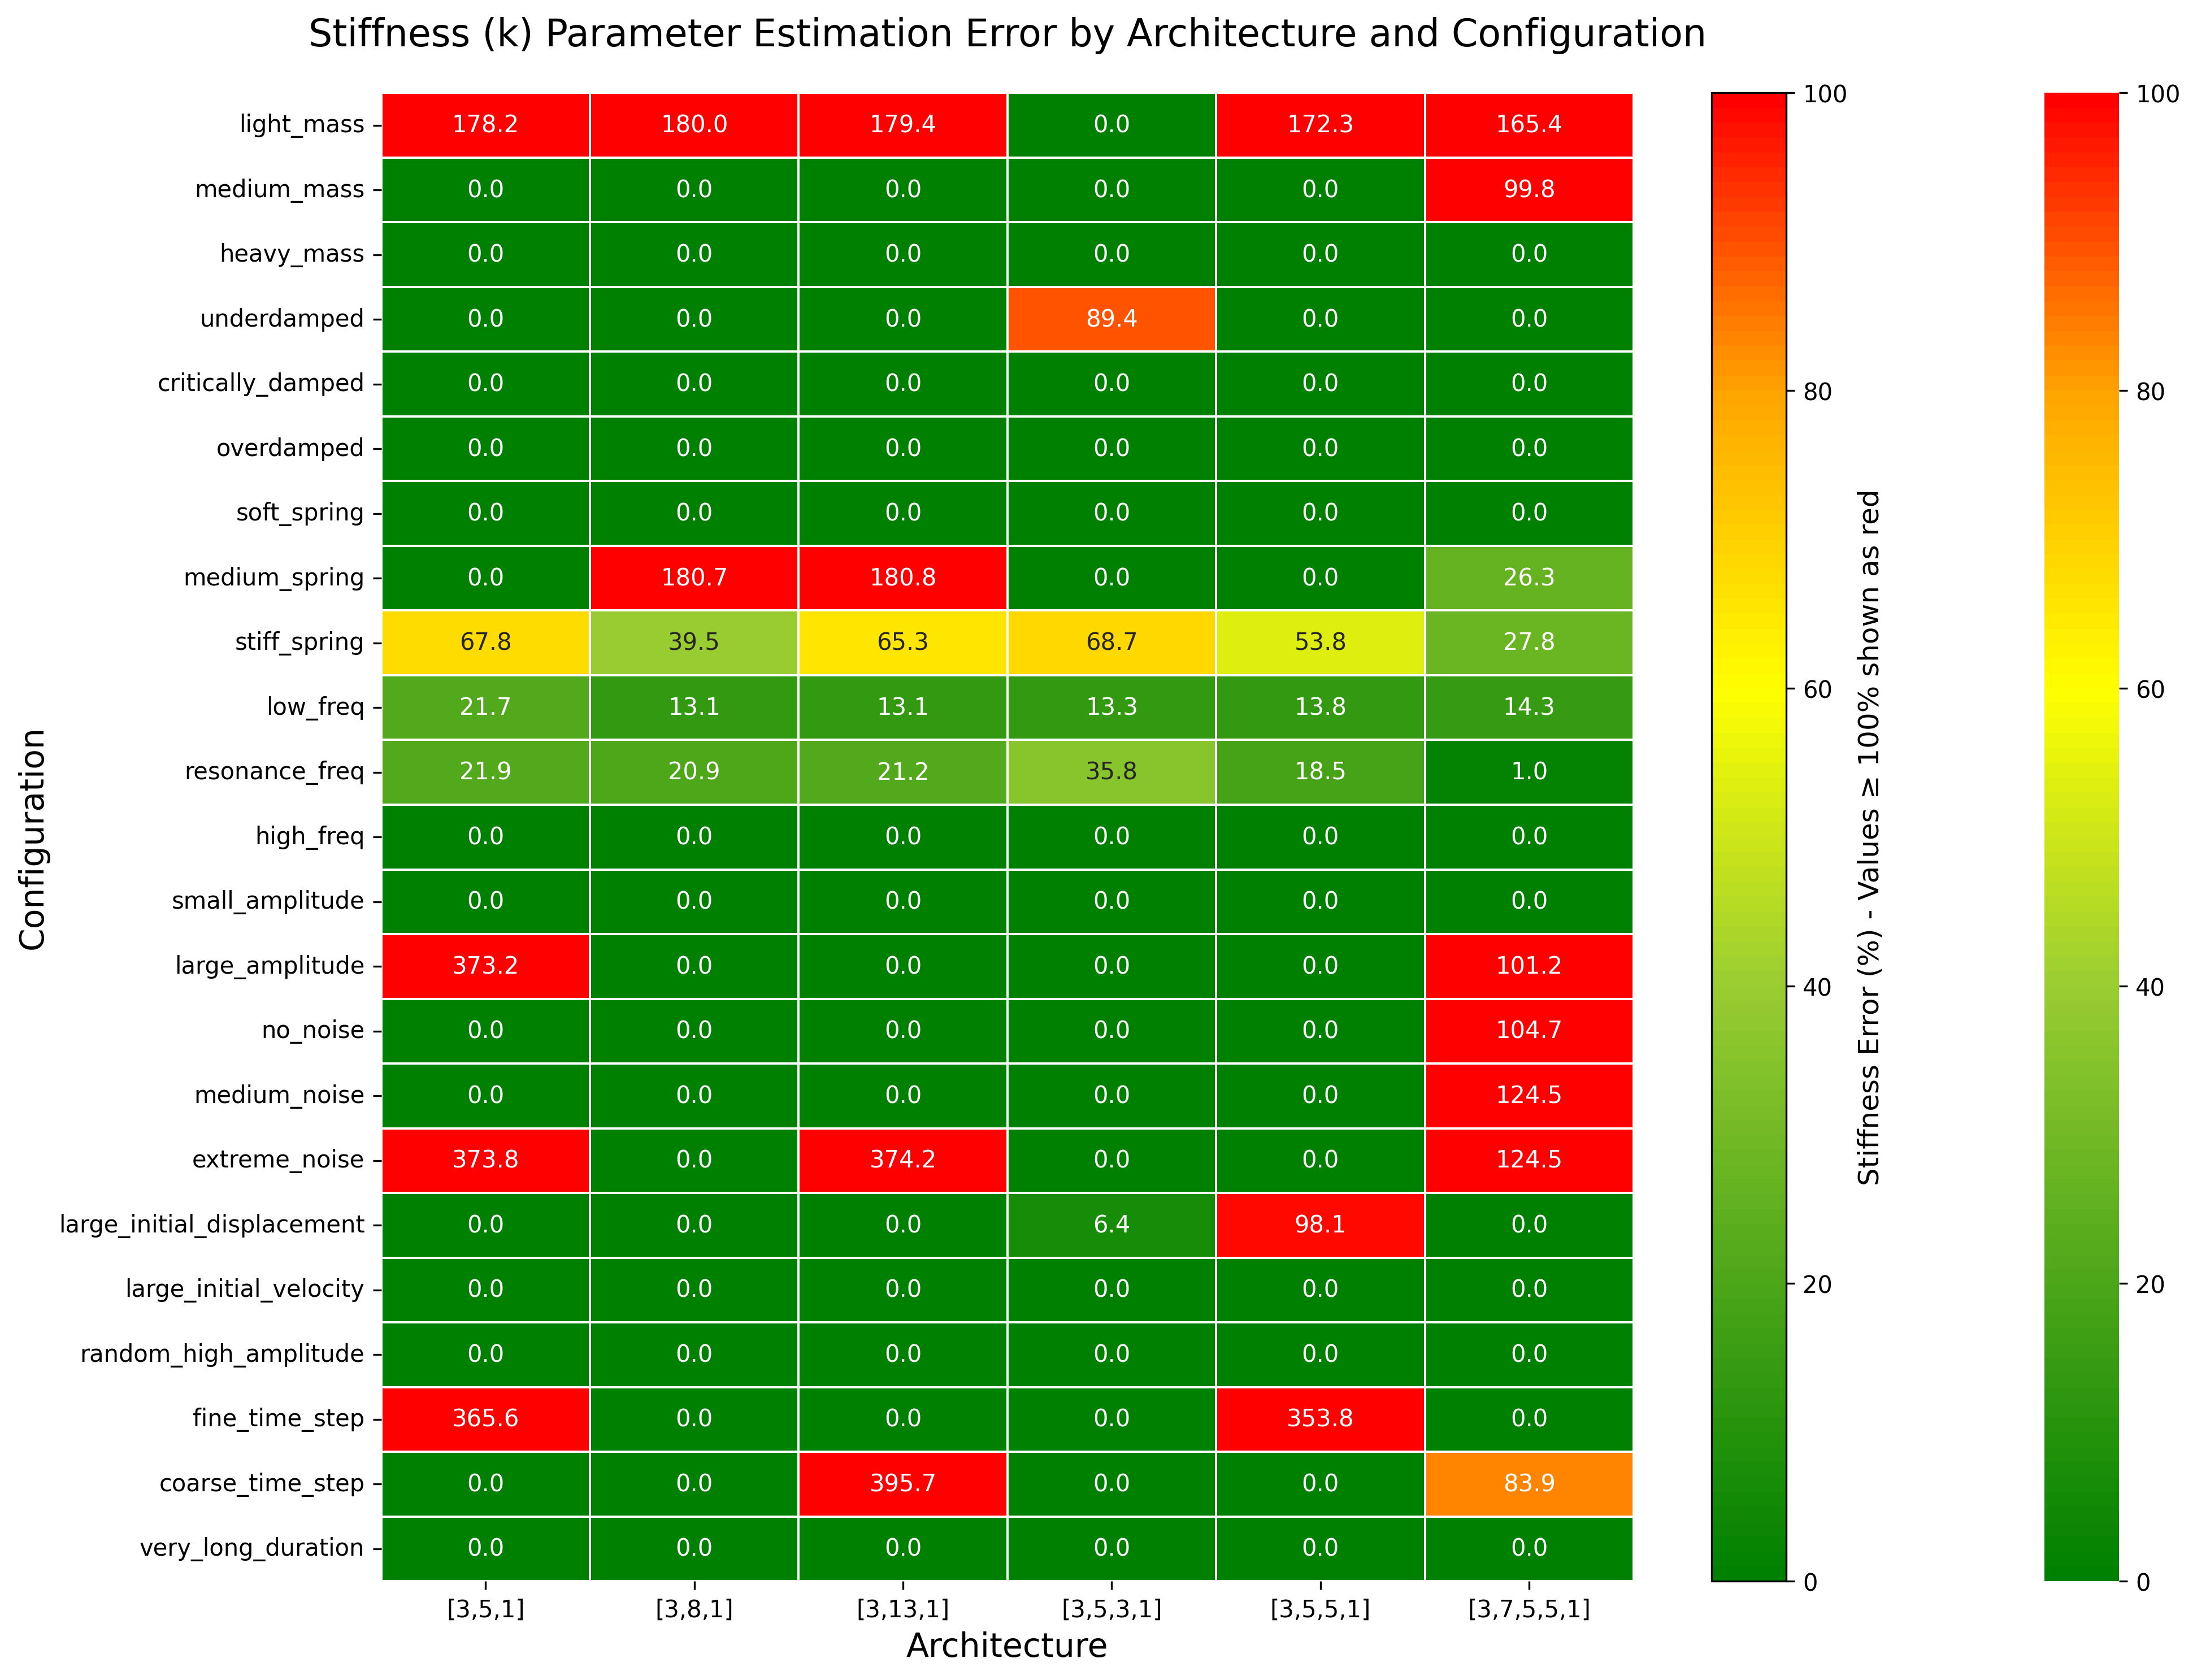 Stiffness (k) Parameter Estimation Error by Architecture and Configuration
light_mass 178.2 180.0 179.4 0.0 172.3 165.4
medium_mass 0.0 0.0 0.0 0.0 0.0 99.8
heavy_mass 0.0 0.0 0.0 0.0 0.0 0.0
underdamped 0.0 0.0 0.0 89.4 0.0 0.0
critically_damped 0.0 0.0 0.0 0.0 0.0 0.0
overdamped 0.0 0.0 0.0 0.0 0.0 0.0
soft_spring 0.0 0.0 0.0 0.0 0.0 0.0
medium_spring 0.0 180.7 180.8 0.0 0.0 26.3
stiff_spring 67.8 39.5 65.3 68.7 53.8 27.8
low_freq 21.7 13.1 13.1 13.3 13.8 14.3
resonance_freq 21.9 20.9 21.2 35.8 18.5 1.0
high_freq 0.0 0.0 0.0 0.0 0.0 0.0
small_amplitude 0.0 0.0 0.0 0.0 0.0 0.0
large_amplitude 373.2 0.0 0.0 0.0 0.0 101.2
no_noise 0.0 0.0 0.0 0.0 0.0 104.7
medium_noise 0.0 0.0 0.0 0.0 0.0 124.5
extreme_noise 373.8 0.0 374.2 0.0 0.0 124.5
large_initial_displacement 0.0 0.0 0.0 6.4 98.1 0.0
large_initial_velocity 0.0 0.0 0.0 0.0 0.0 0.0
random_high_amplitude 0.0 0.0 0.0 0.0 0.0 0.0
fine_time_step 365.6 0.0 0.0 0.0 353.8 0.0
coarse_time_step 0.0 0.0 395.7 0.0 0.0 83.9
very_long_duration 0.0 0.0 0.0 0.0 0.0 0.0
[3,5,1] [3,8,1] [3,13,1] [3,5,3,1] [3,5,5,1] [3,7,5,5,1]
Architecture
Configuration
100
80
60
40
20
0
Stiffness Error (%) - Values ≥ 100% shown as red
100
80
60
40
20
0